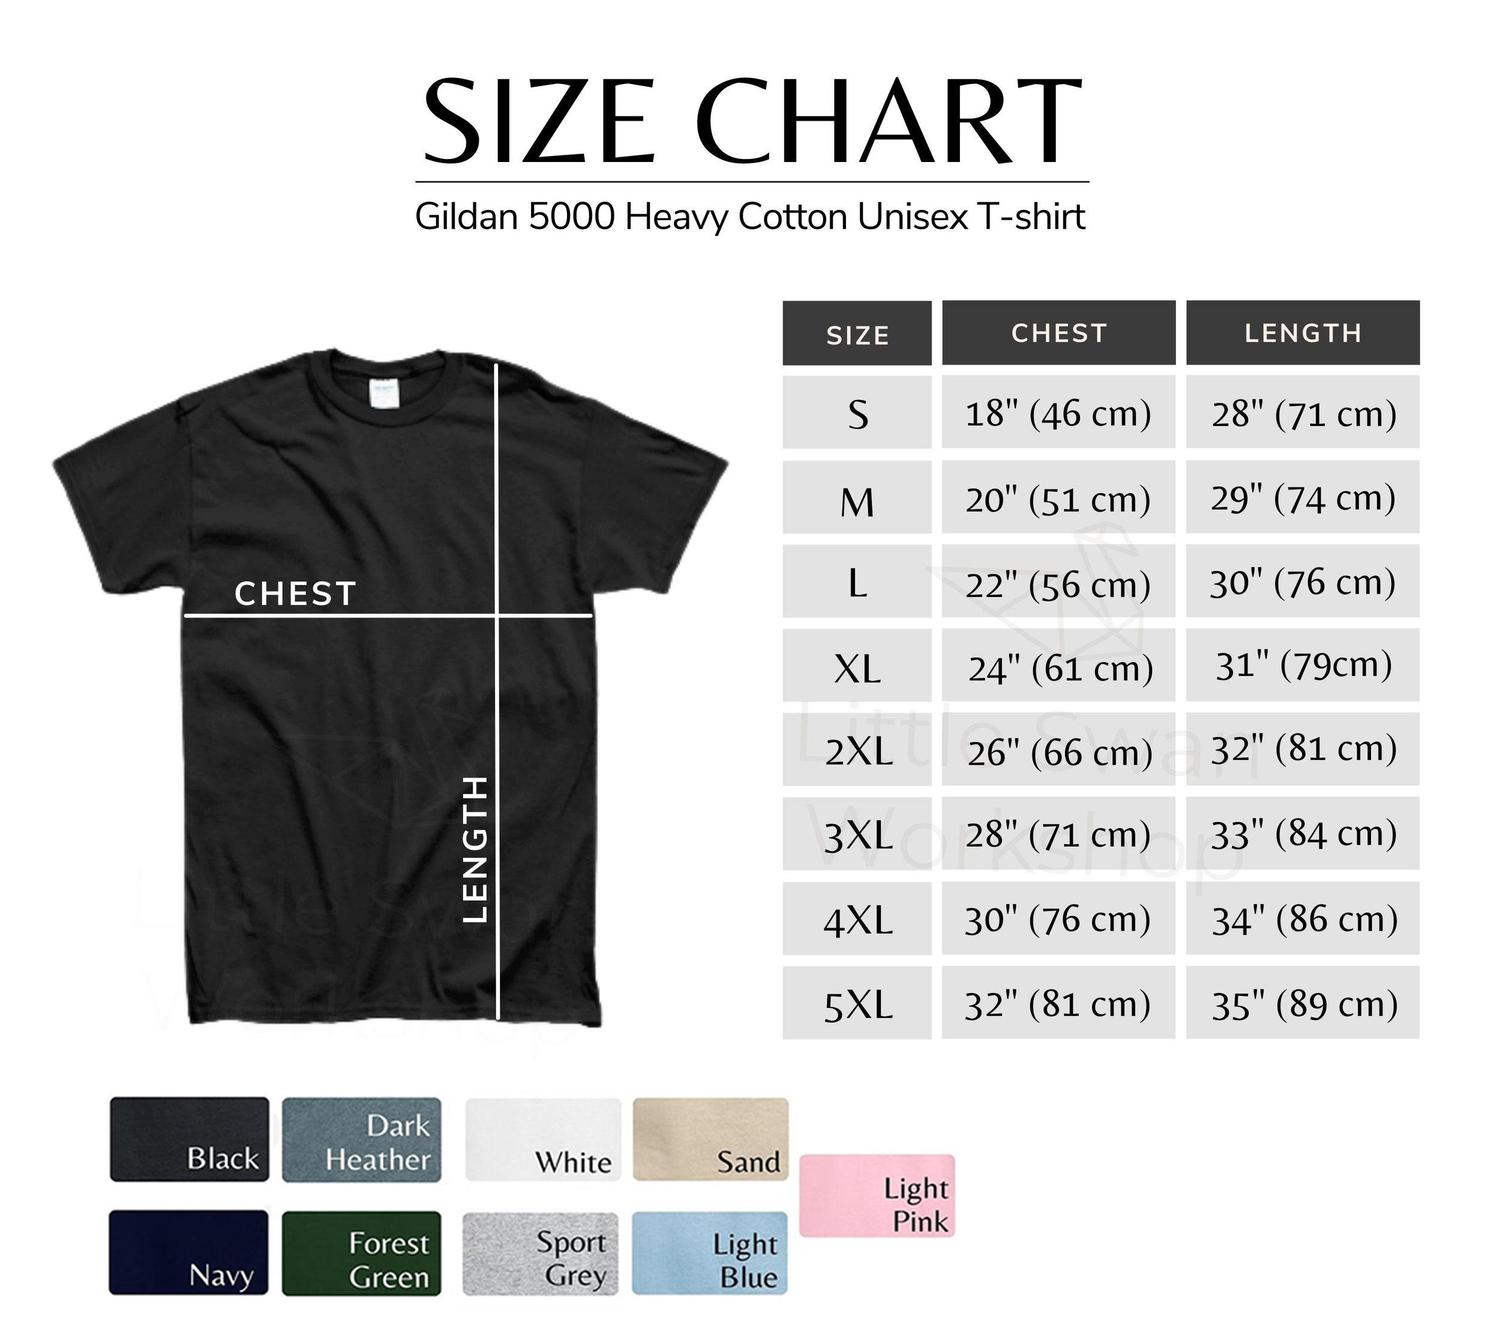 SIZE CHART
Gildan 5000 Heavy Cotton Unisex T-shirt
SIZE CHEST LENGTH
S 18" (46 cm) 28" (71 cm)
M 20" (51 cm) 29" (74 cm)
L 22" (56 cm) 30" (76 cm)
XL 24" (61 cm) 31" (79cm)
2XL 26" (66 cm) 32" (81 cm)
3XL 28" (71 cm) 33" (84 cm)
4XL 30" (76 cm) 34" (86 cm)
5XL 32" (81 cm) 35" (89 cm)
CHEST
LENGTH
Little Swan
Workshop
Little Swan
Workshop
Black
Dark
Heather
White
Sand
Light
Pink
Navy
Forest
Green
Sport
Grey
Light
Blue